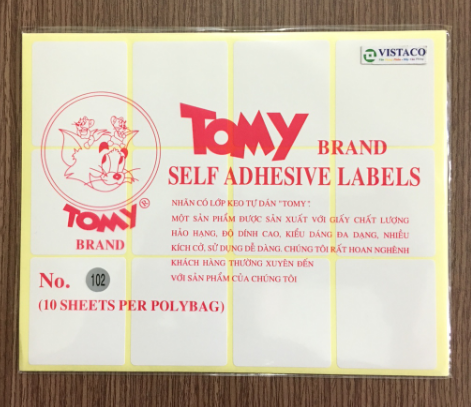 VISTACO
TOMY BRAND
SELF ADHESIVE LABELS
TOMY®
BRAND
NHÃN CÓ LỚP KEO TỰ DÁN "TOMY !
MỘT SẢN PHẨM ĐƯỢC SẢN XUẤT VỚI GIẤY CHẤT LƯỢNG
HẢO HẠNG, ĐỘ DÍNH CAO, KIỂU DÁNG ĐA DẠNG, NHIỀU
KÍCH CỠ, SỬ DỤNG DỄ DÀNG. CHÚNG TÔI RẤT HOAN NGHÊNH
KHÁCH HÀNG THƯỜNG XUYÊN ĐẾN
VỚI SẢN PHẨM CỦA CHÚNG TÔI
No. 102
(10 SHEETS PER POLYBAG)